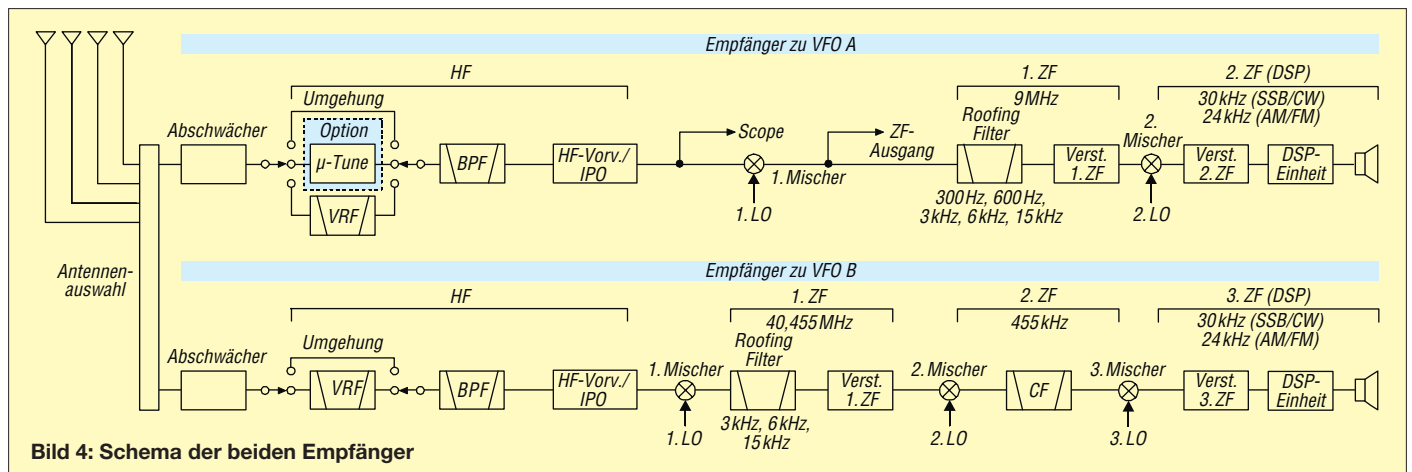 Empfänger zu VFO A
HF
1. ZF
2. ZF (DSP)
Umgehung
9 MHz
30 kHz (SSB/CW)
24 kHz (AM/FM)
Abschwächer
Option
μ-Tune
VRF
BPF
HF-Vorv./
IPO
Scope
1. Mischer
1. LO
ZF-
Ausgang
Roofing
Filter
300 Hz, 600 Hz,
3 kHz, 6 kHz, 15 kHz
Verst.
1. ZF
2.
Mischer
2. LO
Verst.
2. ZF
DSP-
Einheit
Antennen-
auswahl
Empfänger zu VFO B
HF
1. ZF
2. ZF
3. ZF (DSP)
40,455 MHz
455 kHz
30 kHz (SSB/CW)
24 kHz (AM/FM)
Abschwächer
Umgehung
VRF
BPF
HF-Vorv./
IPO
1. Mischer
1. LO
Roofing
Filter
3 kHz, 6 kHz,
15 kHz
Verst.
1. ZF
2. Mischer
2. LO
CF
3. Mischer
3. LO
Verst.
3. ZF
DSP-
Einheit
Bild 4: Schema der beiden Empfänger